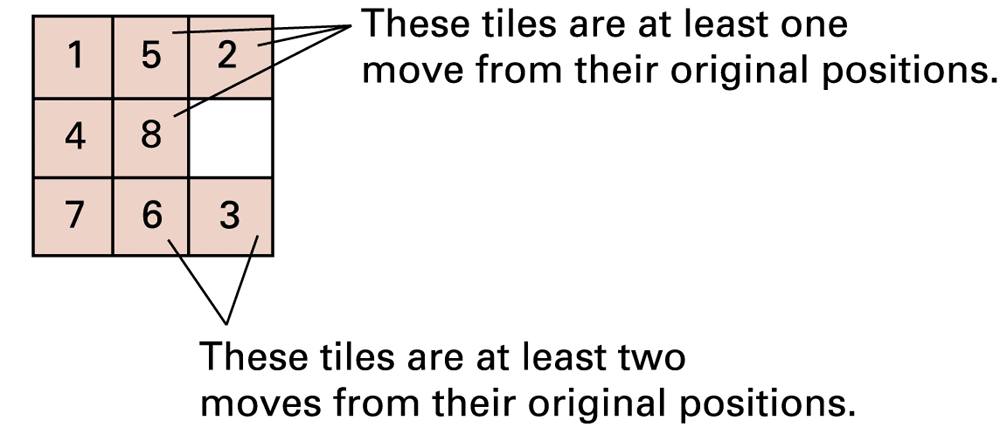 These tiles are at least one
move from their original positions.
1 5 2
4 8
7 6 3
These tiles are at least two
moves from their original positions.